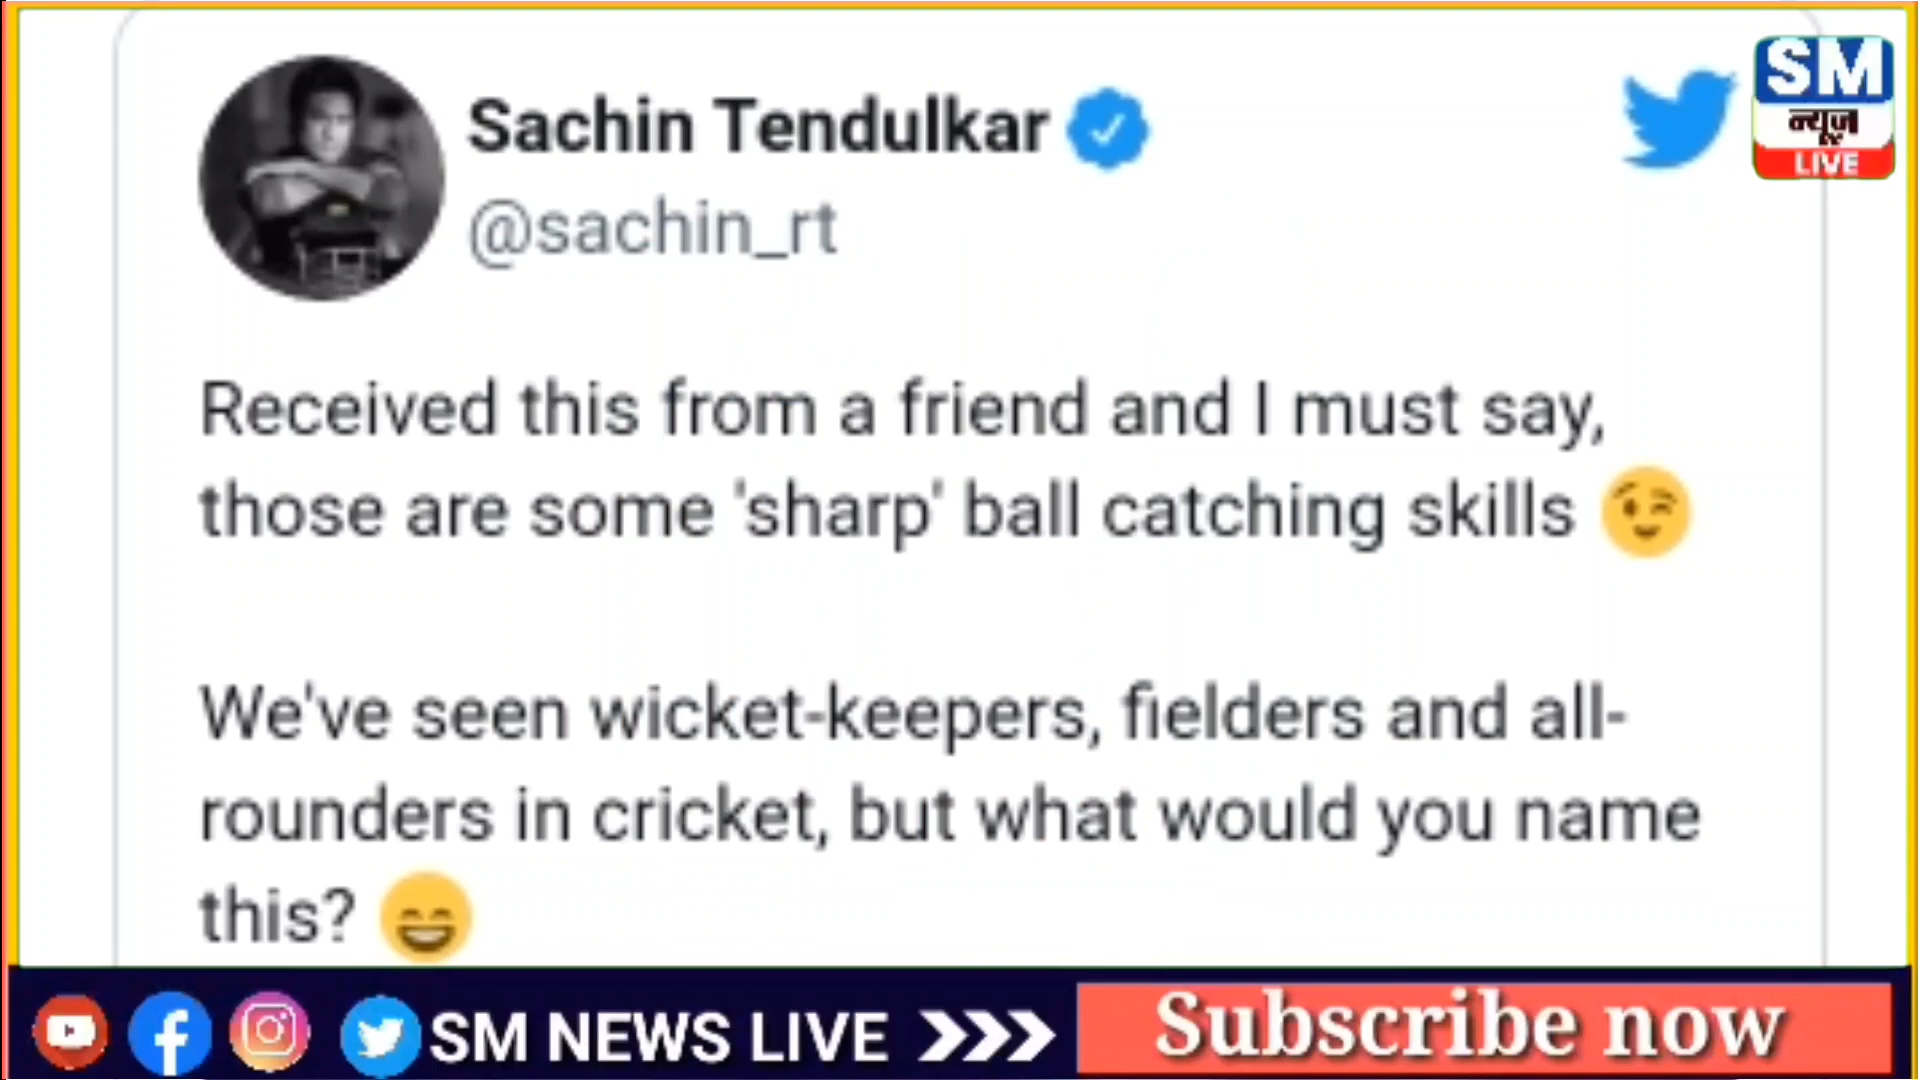 Sachin Tendulkar
@sachin_rt
SM
न्यूज़
LIVE
Received this from a friend and I must say,
those are some 'sharp' ball catching skills 😉
We've seen wicket-keepers, fielders and all-
rounders in cricket, but what would you name
this? 😄
SM NEWS LIVE
Subscribe now